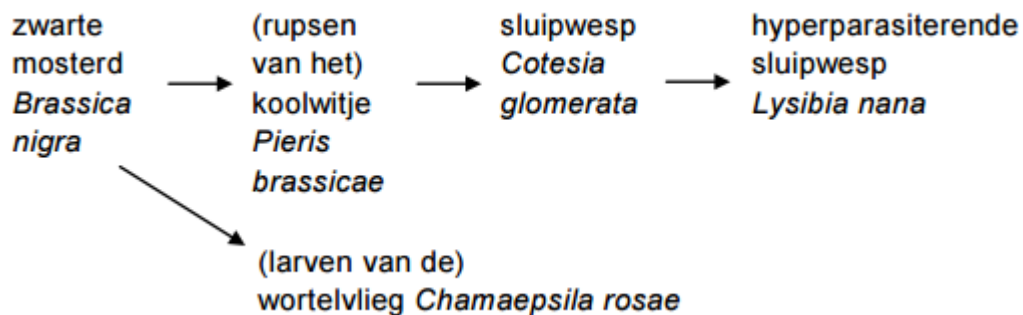 zwarte
mosterd
Brassica
nigra
(rupsen
van het)
koolwitje
Pieris
brassicae
sluipwesp
Cotesia
glomerata
hyperparasiterende
sluipwesp
Lysibia nana
(larven van de)
wortelvlieg Chamaepsila rosae